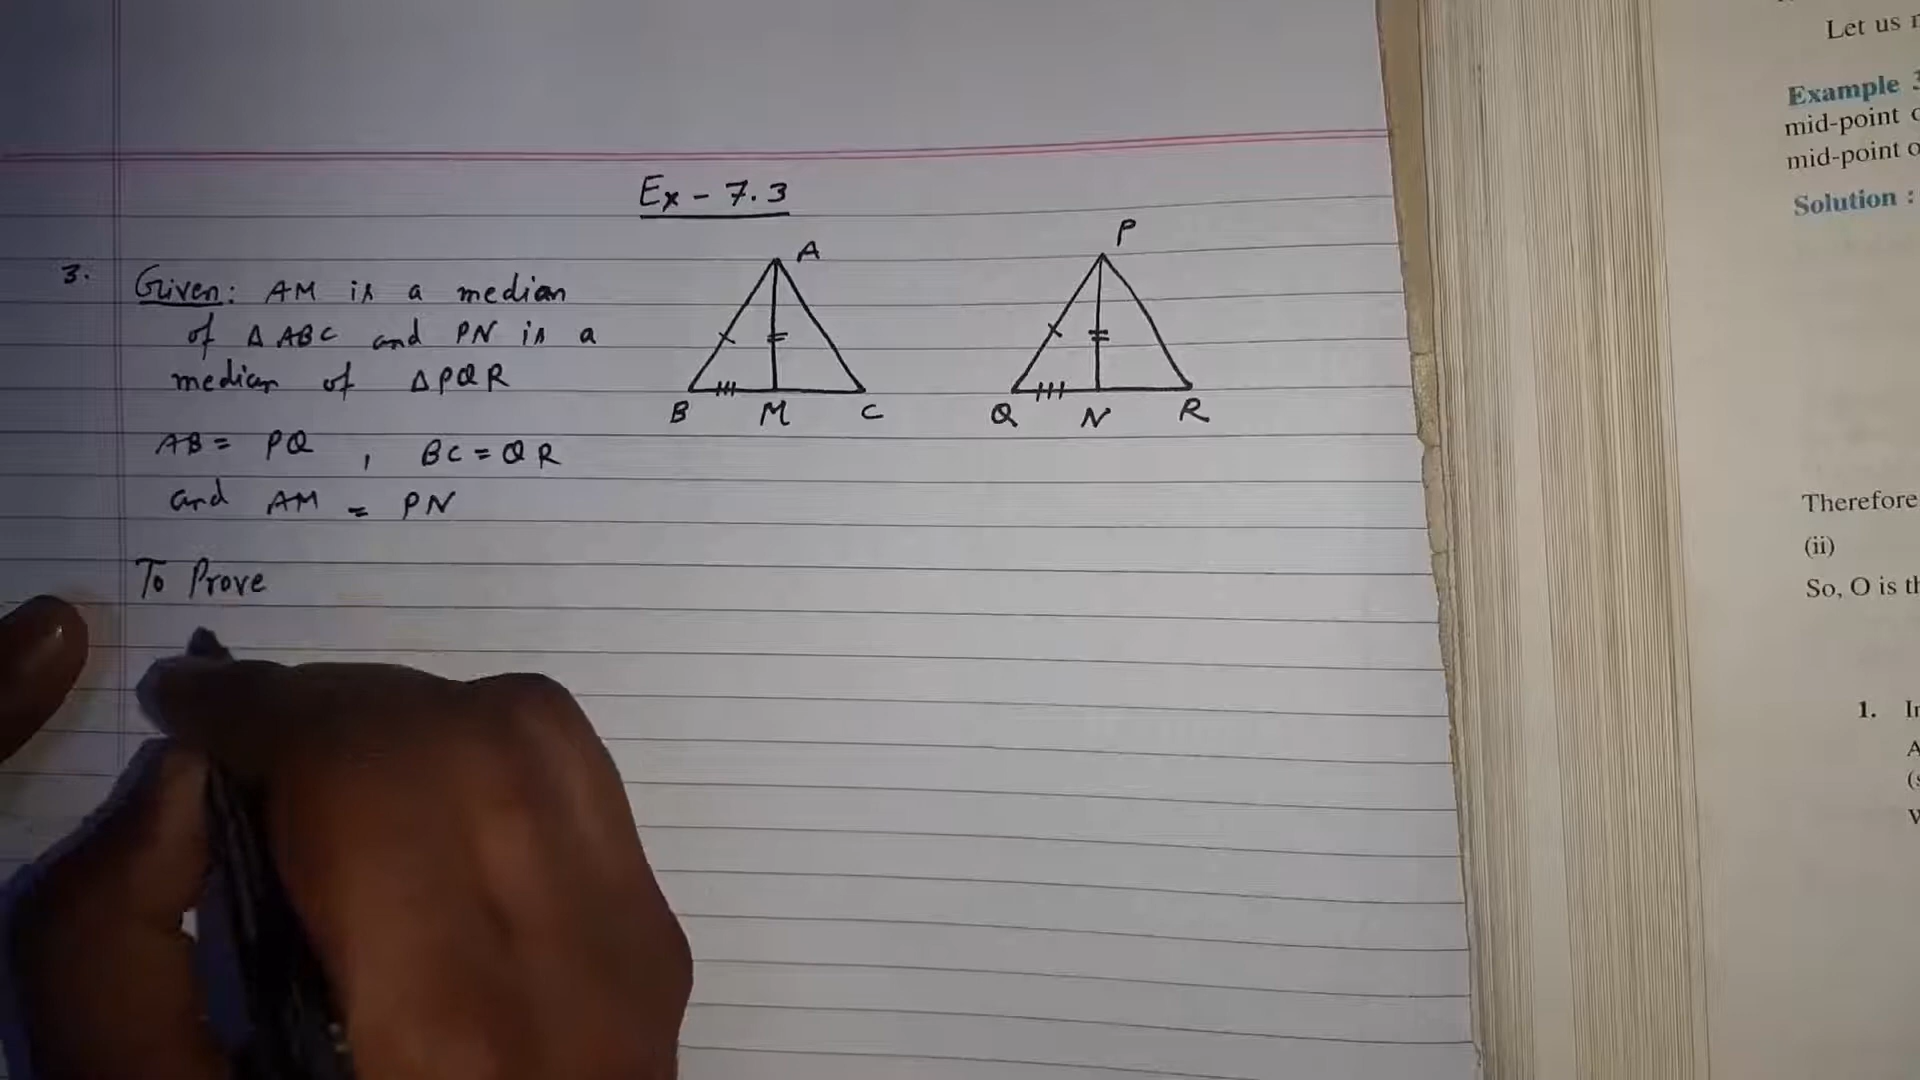 Ex - 7.3
3. Given: AM is a median
of Δ ABC and PN is a
median of ΔPQR
AB = PQ , BC = QR
and AM = PN
To Prove
A
B M C
P
Q N R
Let us
Example
mid-point
mid-point
Solution :
Therefore
(ii)
So, O is
1.